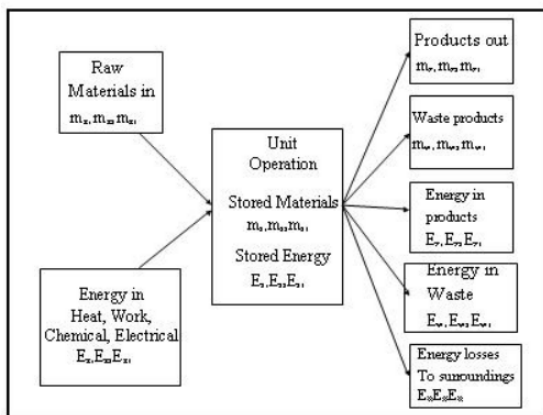 Raw
Materials in
Energy in
Heat, Work,
Chemical, Electrical
Unit
Operation
Stored Materials
Stored Energy
Products out
Waste products
Energy in
products
Energy in
Waste
Energy losses
To surroundings